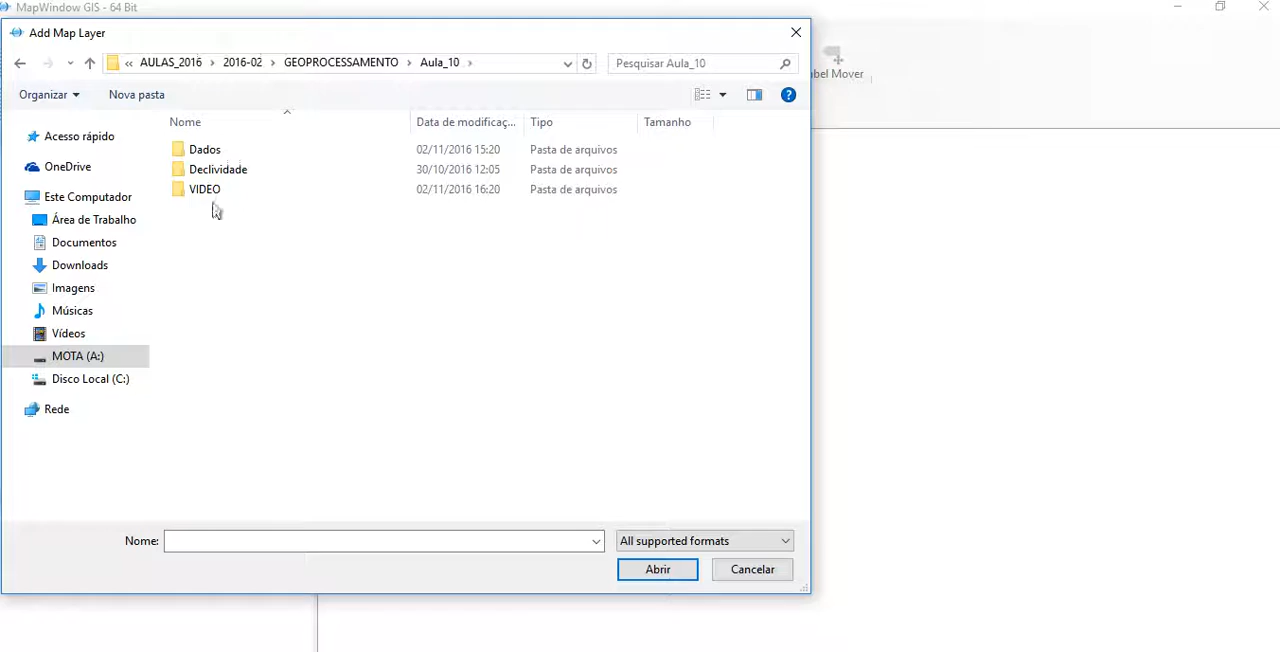 MapWindow GIS - 64 Bit
Add Map Layer
« AULAS_2016 › 2016-02 › GEOPROCESSAMENTO › Aula_10 ›
Pesquisar Aula_10
bel Mover
Organizar
Nova pasta
Nome
Data de modificaç...
Tipo
Tamanho
Acesso rápido
OneDrive
Este Computador
Área de Trabalho
Documentos
Downloads
Imagens
Músicas
Vídeos
MOTA (A:)
Disco Local (C:)
Rede
Dados 02/11/2016 15:20 Pasta de arquivos
Declividade 30/10/2016 12:05 Pasta de arquivos
VIDEO 02/11/2016 16:20 Pasta de arquivos
Nome:
All supported formats
Abrir
Cancelar